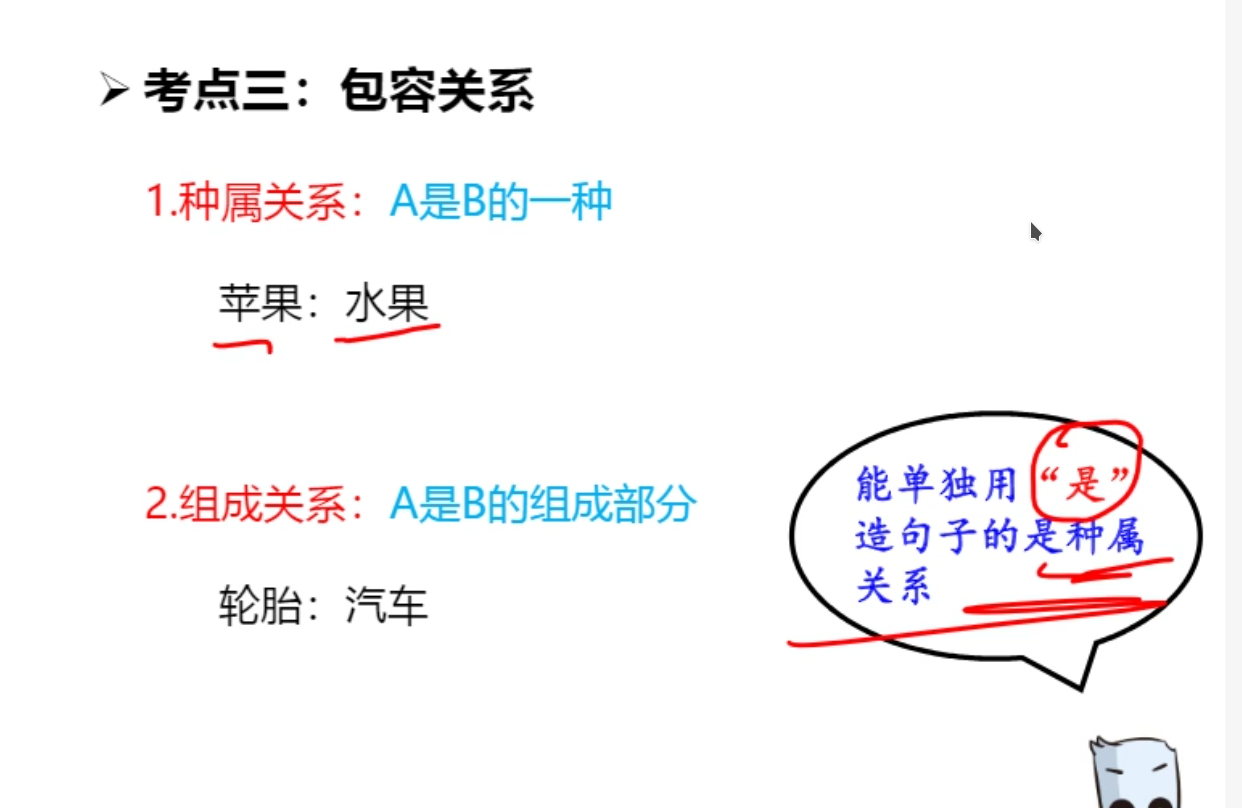 考点三：包容关系
1.种属关系：A是B的一种
苹果：水果
2.组成关系：A是B的组成部分
轮胎：汽车
能单独用“是”
造句子的是种属
关系